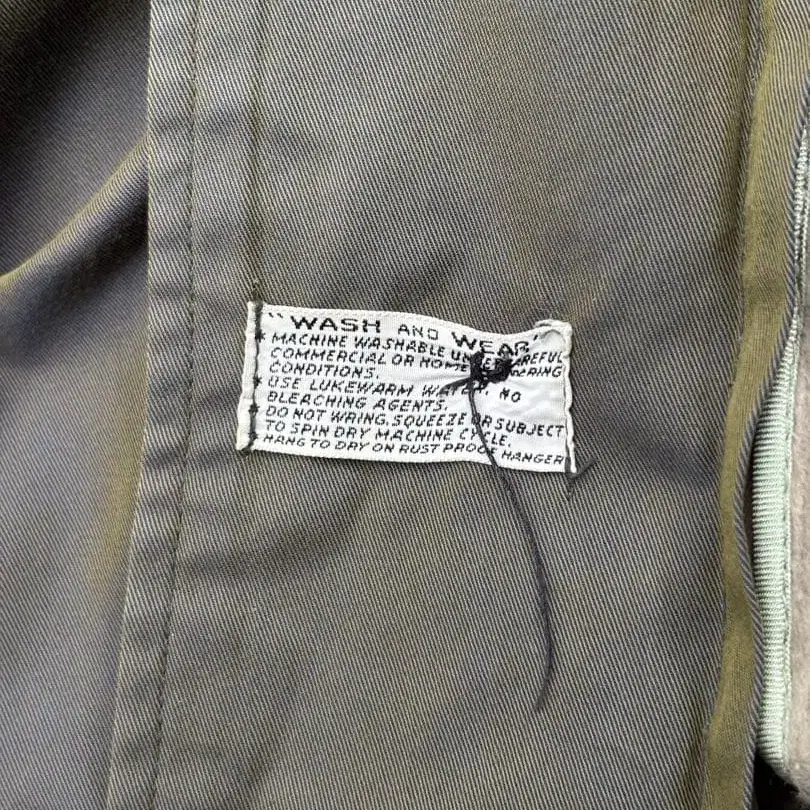 "WASH AND WEAR"
MACHINE WASHABLE UNDER CAREFUL
COMMERCIAL OR HOME LAUNDERING
CONDITIONS.
USE LUKEWARM WATER. NO
BLEACHING AGENTS.
DO NOT WRING, SQUEEZE OR SUBJECT
TO SPIN DRY MACHINE CYCLE.
HANG TO DRY ON RUST PROOF HANGER